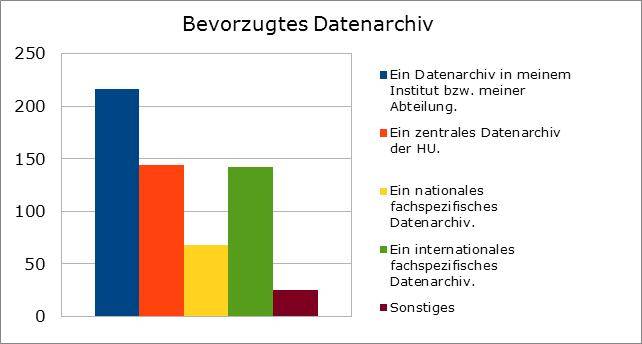 Bevorzugtes Datenarchiv
250
200
150
100
50
0
Ein Datenarchiv in meinem
Institut bzw. meiner
Abteilung.
Ein zentrales Datenarchiv
der HU.
Ein nationales
fachspezifisches
Datenarchiv.
Ein internationales
fachspezifisches
Datenarchiv.
Sonstiges